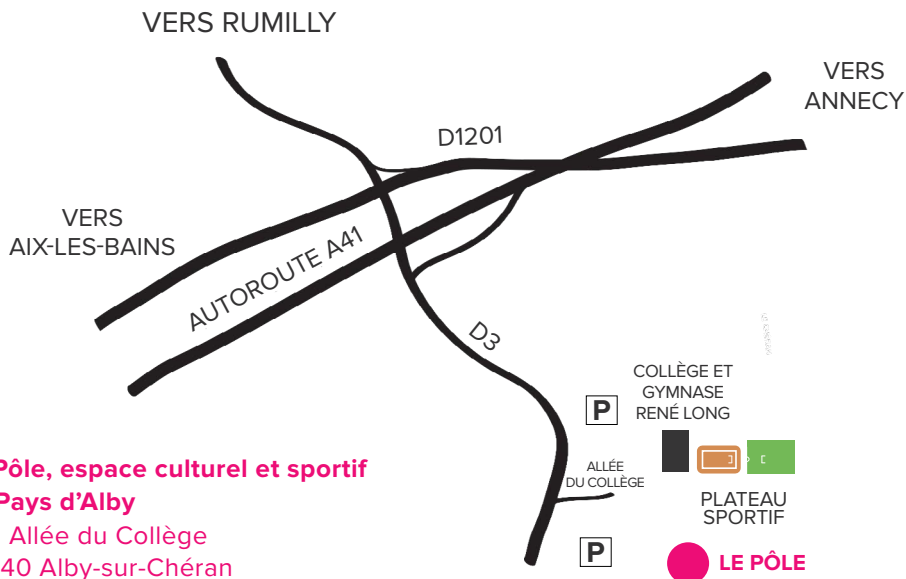 VERS RUMILLY
VERS
ANNECY
D1201
VERS
AIX-LES-BAINS
AUTOROUTE A41
D3
COLLÈGE ET
GYMNASE
RENÉ LONG
P
ALLÉE
DU COLLÈGE
PLATEAU
SPORTIF
P
LE PÔLE
Pôle, espace culturel et sportif
Pays d'Alby
Allée du Collège
40 Alby-sur-Chéran